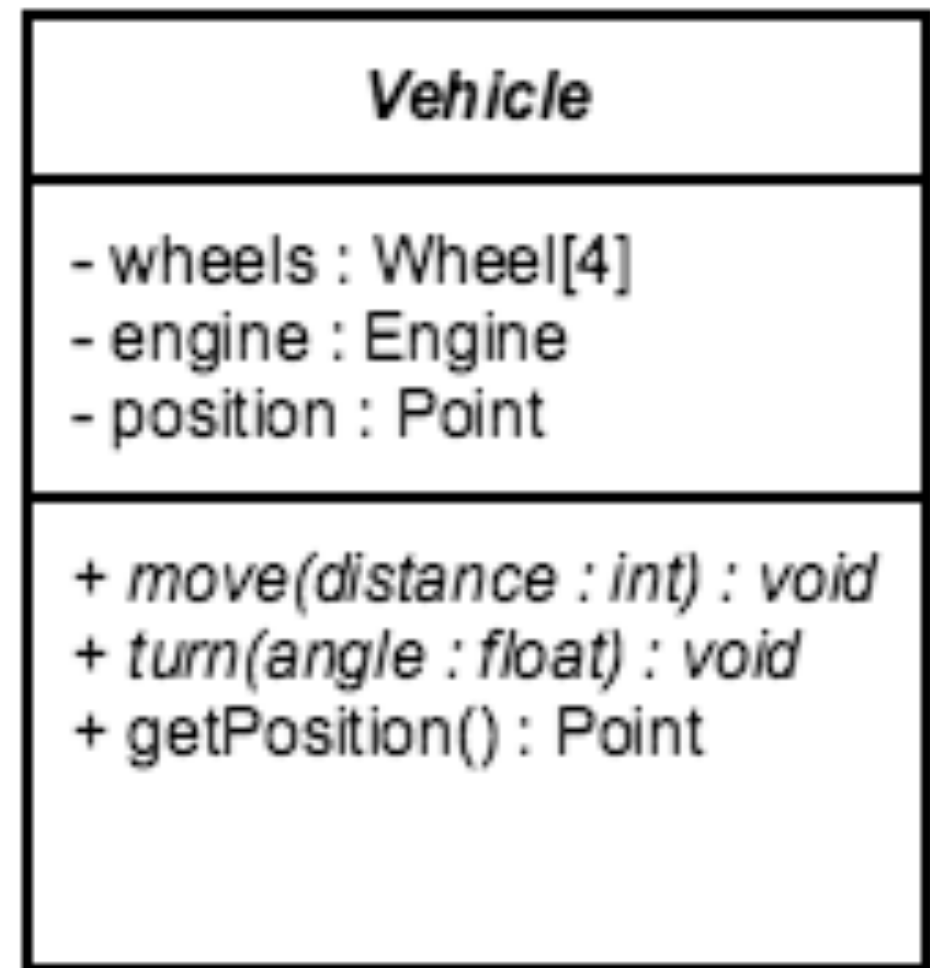 Vehicle
- wheels : Wheel[4]
- engine : Engine
- position : Point
+ move(distance : int) : void
+ turn(angle : float) : void
+ getPosition() : Point